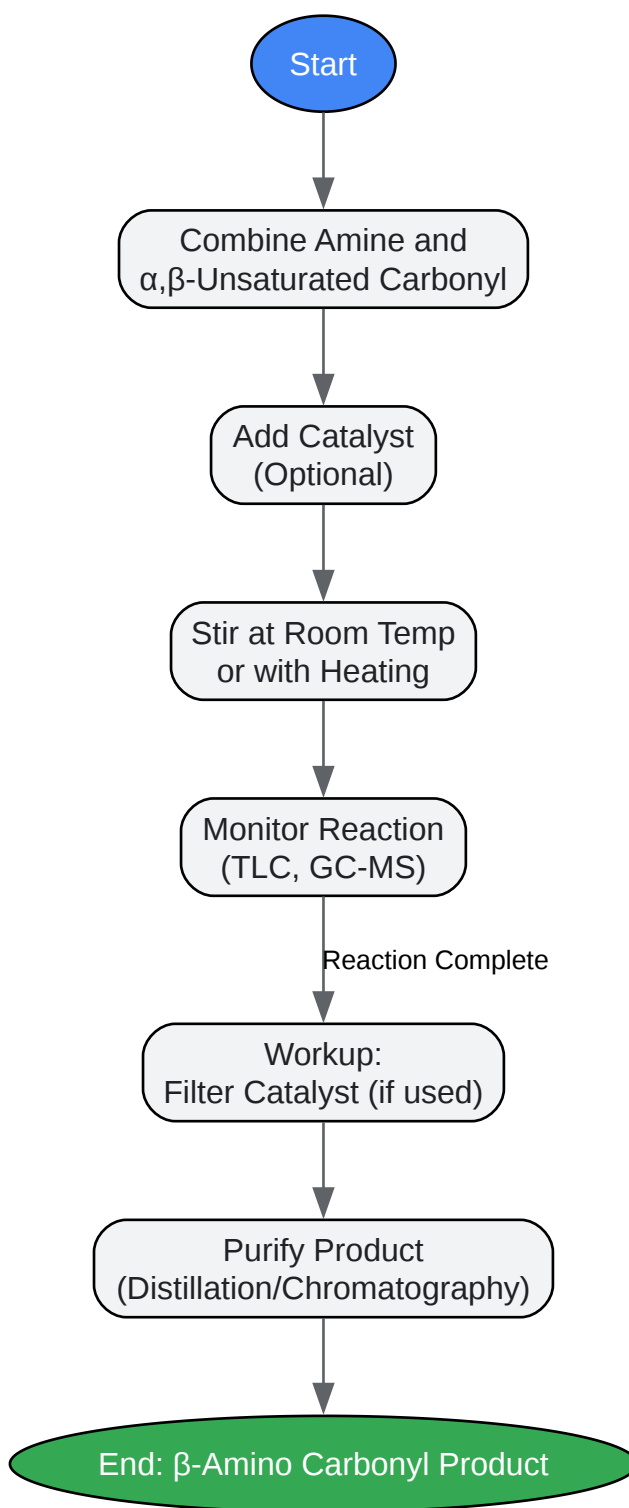 Start
Combine Amine and
α,β-Unsaturated Carbonyl
Add Catalyst
(Optional)
Stir at Room Temp
or with Heating
Monitor Reaction
(TLC, GC-MS)
Reaction Complete
Workup:
Filter Catalyst (if used)
Purify Product
(Distillation/Chromatography)
End: β-Amino Carbonyl Product